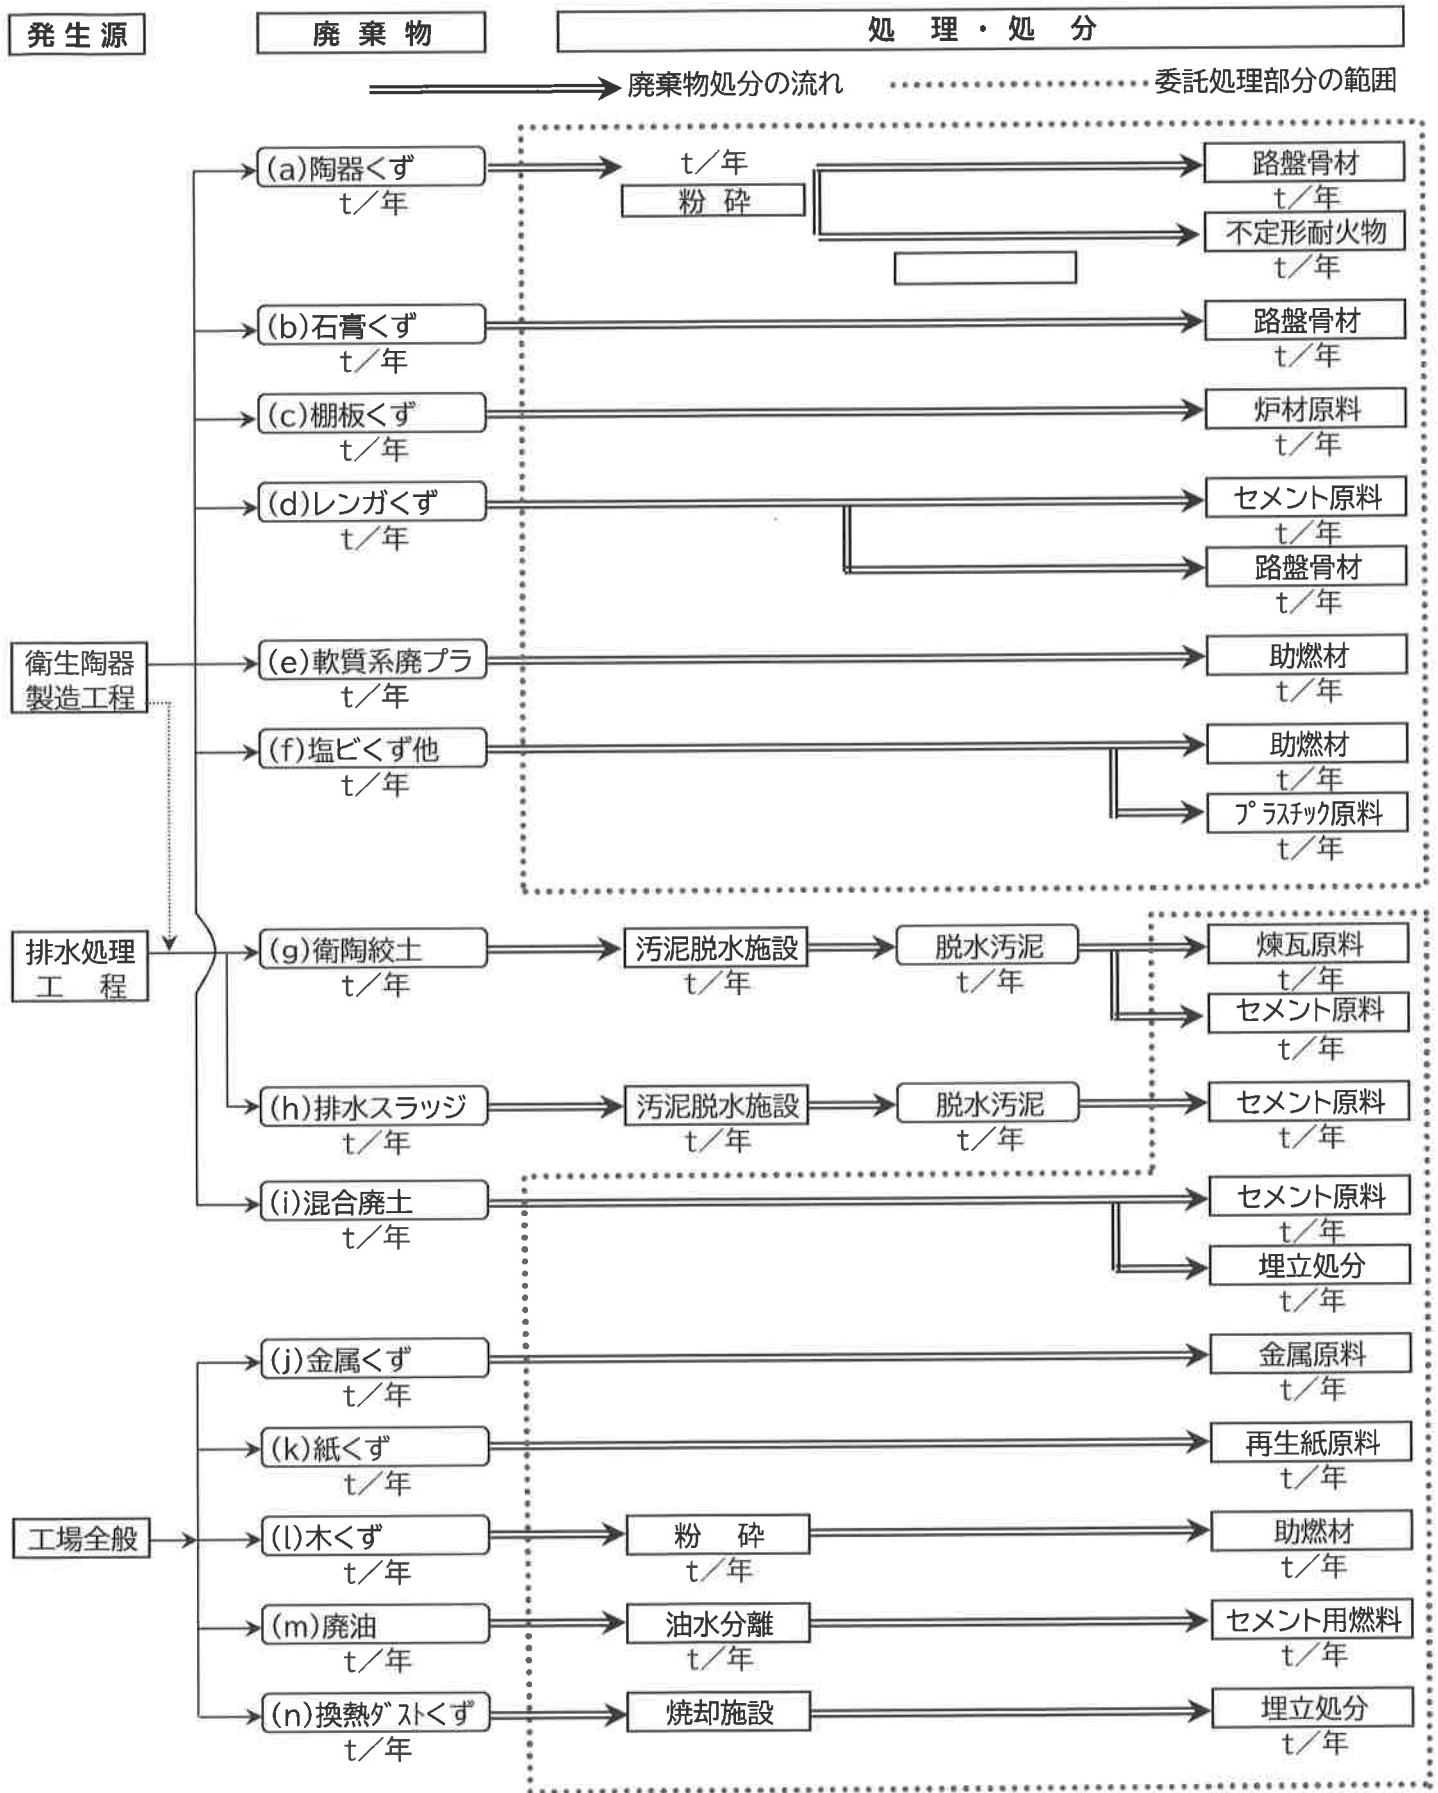 発生源 廃棄物 処理・処分
廃棄物処分の流れ 委託処理部分の範囲
(a)陶器くず t／年 路盤骨材
t／年 粉砕 t／年
不定形耐火物
t／年
(b)石膏くず 路盤骨材
t／年 t／年
(c)棚板くず 炉材原料
t／年 t／年
(d)レンガくず セメント原料
t／年 t／年
路盤骨材
t／年
衛生陶器 (e)軟質系廃プラ 助燃材
製造工程 t／年 t／年
(f)塩ビくず他 助燃材
t／年 t／年
ﾌﾟﾗｽﾁｯｸ原料
t／年
排水処理 (g)衛陶絞土 汚泥脱水施設 脱水汚泥 煉瓦原料
工程 t／年 t／年 t／年 t／年
セメント原料
t／年
(h)排水スラッジ 汚泥脱水施設 脱水汚泥 セメント原料
t／年 t／年 t／年 t／年
(i)混合廃土 セメント原料
t／年 t／年
埋立処分
t／年
(j)金属くず 金属原料
t／年 t／年
(k)紙くず 再生紙原料
t／年 t／年
工場全般 (l)木くず 粉砕 助燃材
t／年 t／年 t／年
(m)廃油 油水分離 セメント用燃料
t／年 t／年 t／年
(n)換熱ﾀﾞｽﾄくず 焼却施設 埋立処分
t／年 t／年